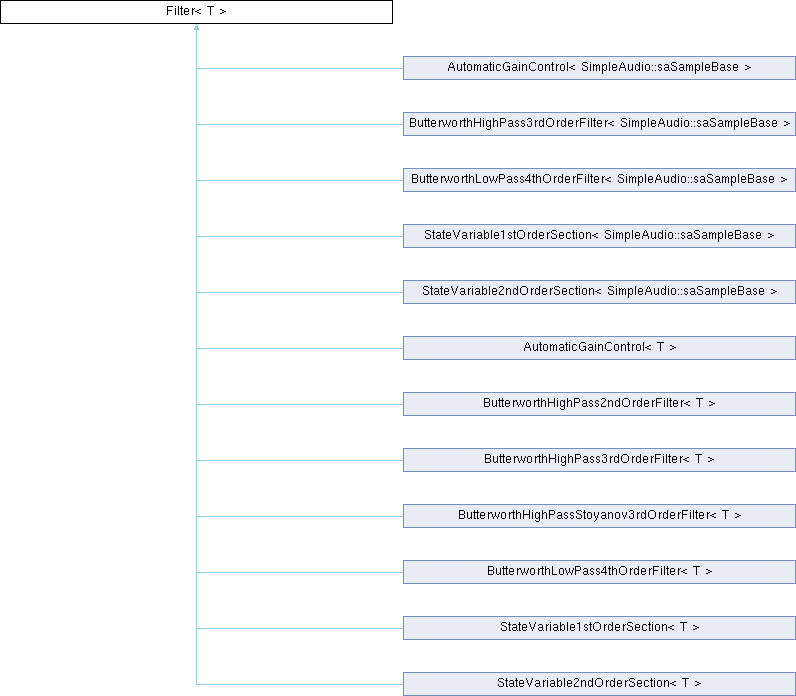 Filter< T >
AutomaticGainControl< SimpleAudio::saSampleBase >
ButterworthHighPass3rdOrderFilter< SimpleAudio::saSampleBase >
ButterworthLowPass4thOrderFilter< SimpleAudio::saSampleBase >
StateVariable1stOrderSection< SimpleAudio::saSampleBase >
StateVariable2ndOrderSection< SimpleAudio::saSampleBase >
AutomaticGainControl< T >
ButterworthHighPass2ndOrderFilter< T >
ButterworthHighPass3rdOrderFilter< T >
ButterworthHighPassStoyanov3rdOrderFilter< T >
ButterworthLowPass4thOrderFilter< T >
StateVariable1stOrderSection< T >
StateVariable2ndOrderSection< T >